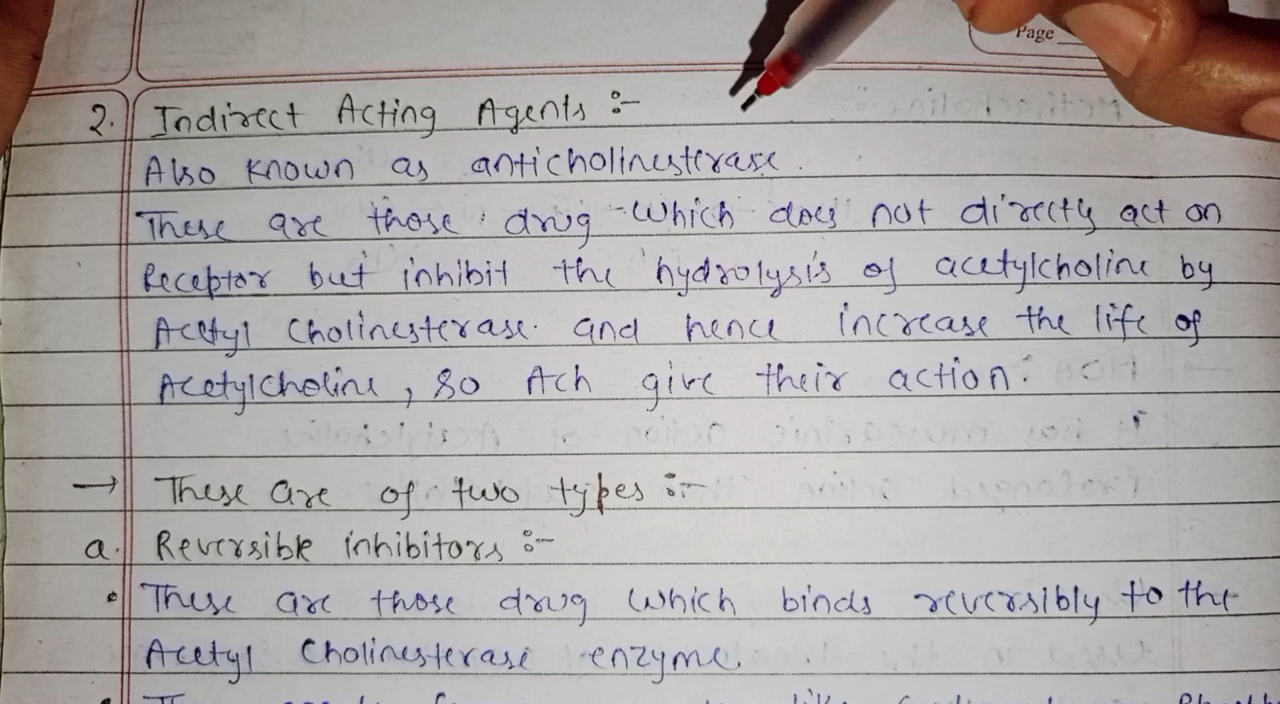 Page
2. Indirect Acting Agents :-
Also known as anticholinesterase.
These are those drug which does not directly act on
Receptor but inhibit the hydrolysis of acetylcholine by
Acetyl Cholinesterase. and hence increase the life of
Acetylcholine, so Ach give their action.
→ These are of two types :-
a. Reversible inhibitors :-
• These are those drug which binds reversibly to the
Acetyl Cholinesterase enzyme.